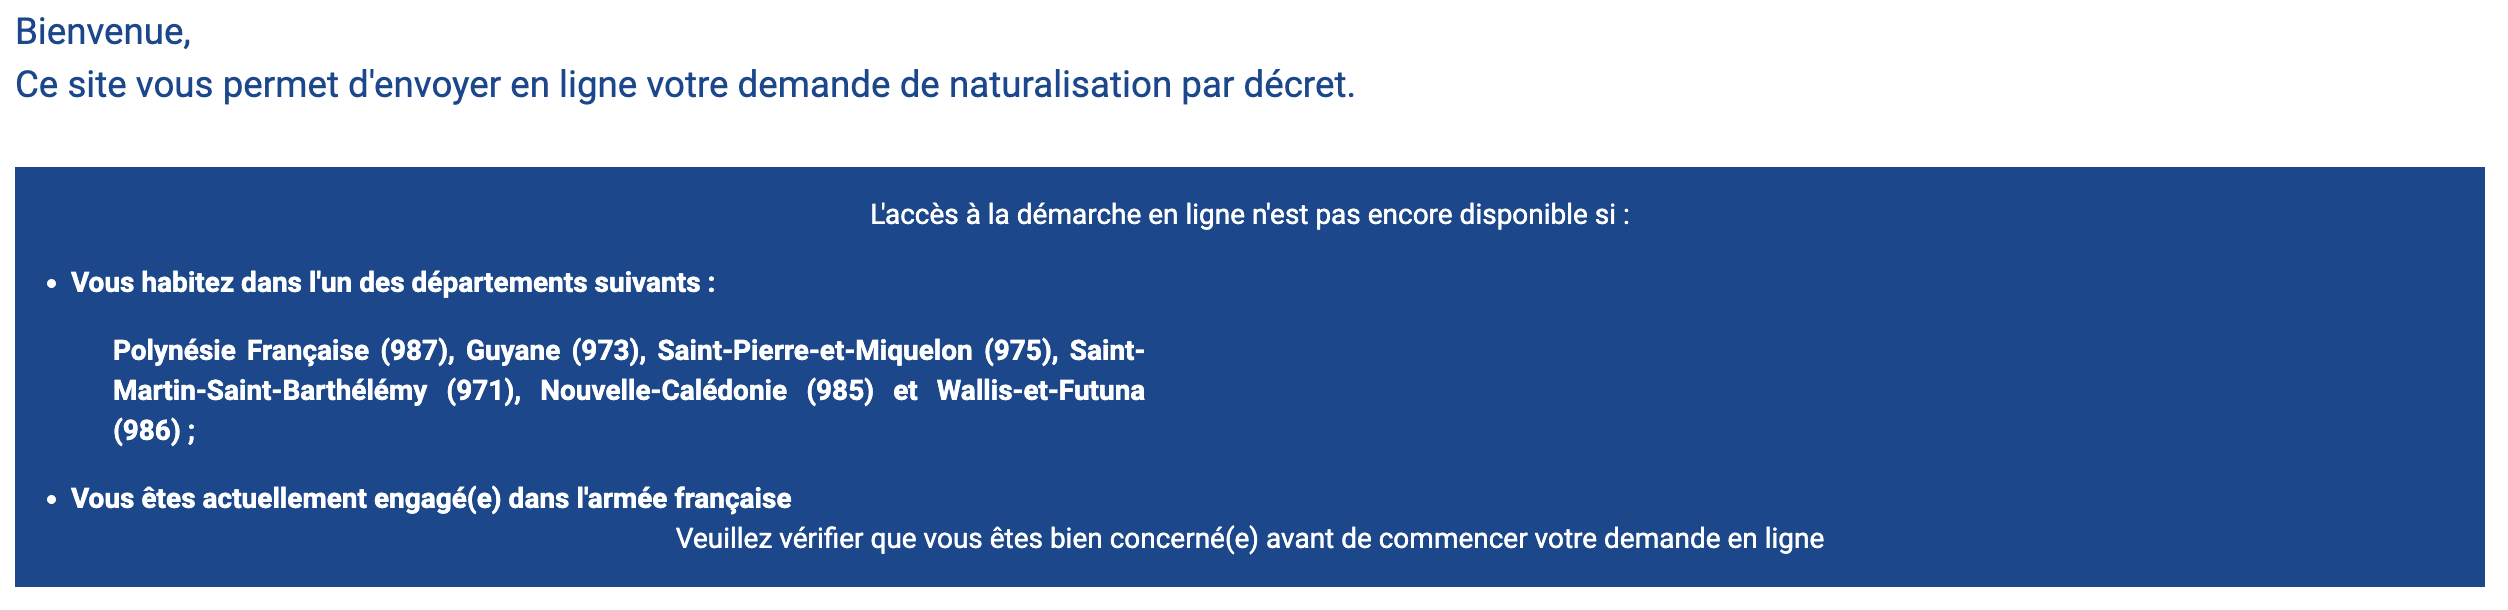 Bienvenue,
Ce site vous permet d'envoyer en ligne votre demande de naturalisation par décret.
L'accès à la démarche en ligne n'est pas encore disponible si :
• Vous habitez dans l'un des départements suivants :
Polynésie Française (987), Guyane (973), Saint-Pierre-et-Miquelon (975), Saint-
Martin-Saint-Barthélémy (971), Nouvelle-Calédonie (985) et Wallis-et-Futuna
(986) ;
• Vous êtes actuellement engagé(e) dans l'armée française
Veuillez vérifier que vous êtes bien concerné(e) avant de commencer votre demande en ligne